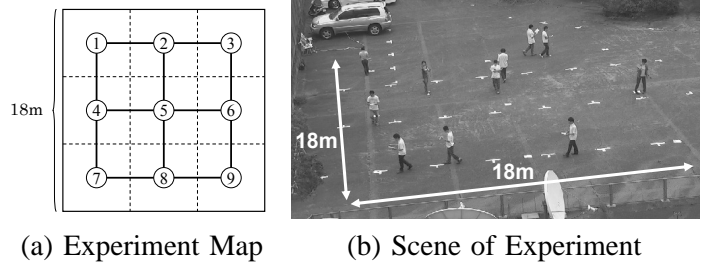 1 2 3
18m
4 5 6
7 8 9
18m
18m
(a) Experiment Map
(b) Scene of Experiment